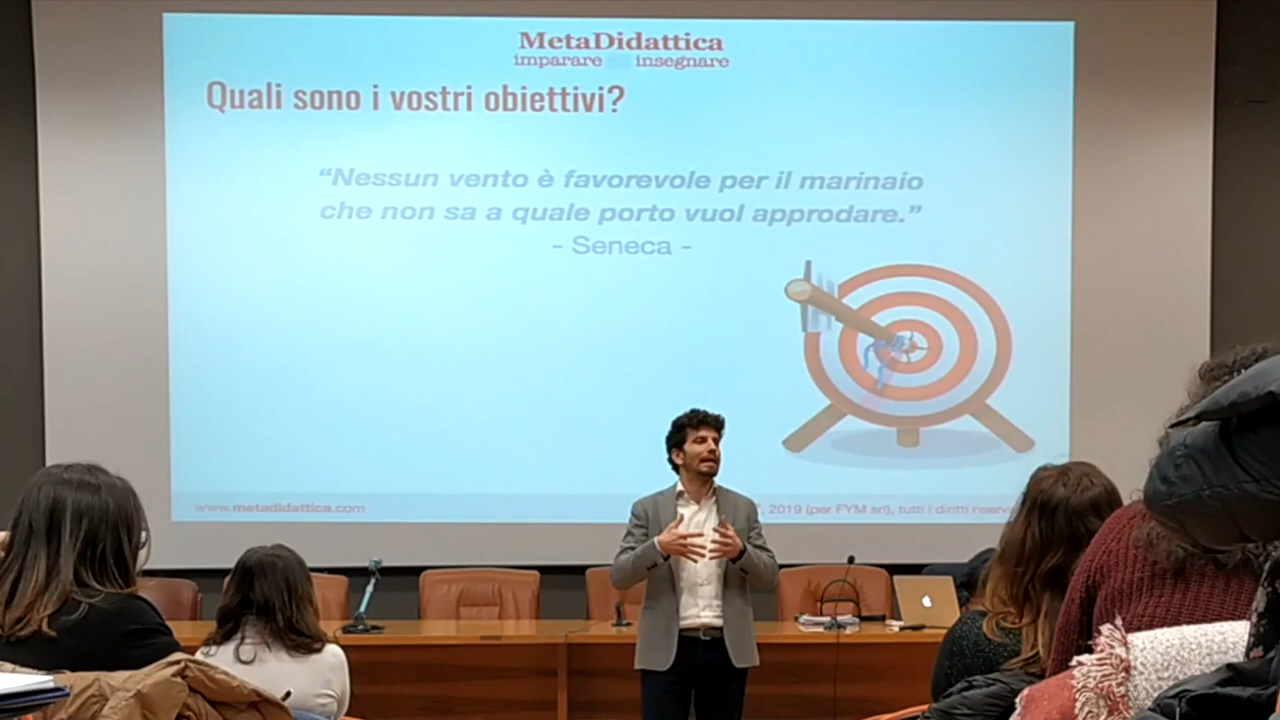 MetaDidattica
imparare ad insegnare
Quali sono i vostri obiettivi?
“Nessun vento è favorevole per il marinaio
che non sa a quale porto vuol approdare.”
- Seneca -
www.metadidattica.com
, 2019 (per FYM srl), tutti i diritti